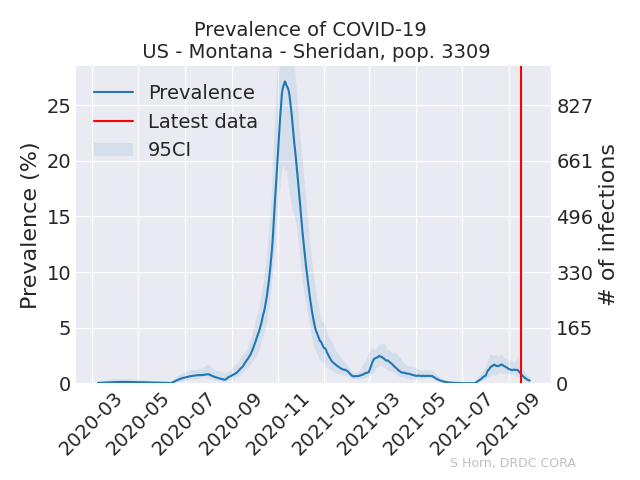 Prevalence of COVID-19
US - Montana - Sheridan, pop. 3309
Prevalence
Latest data
95CI
Prevalence (%)
25
20
15
10
5
0
827
661
496
330
165
0
# of infections
2020-03
2020-05
2020-07
2020-09
2020-11
2021-01
2021-03
2021-05
2021-07
2021-09
S Horn, DRDC CORA